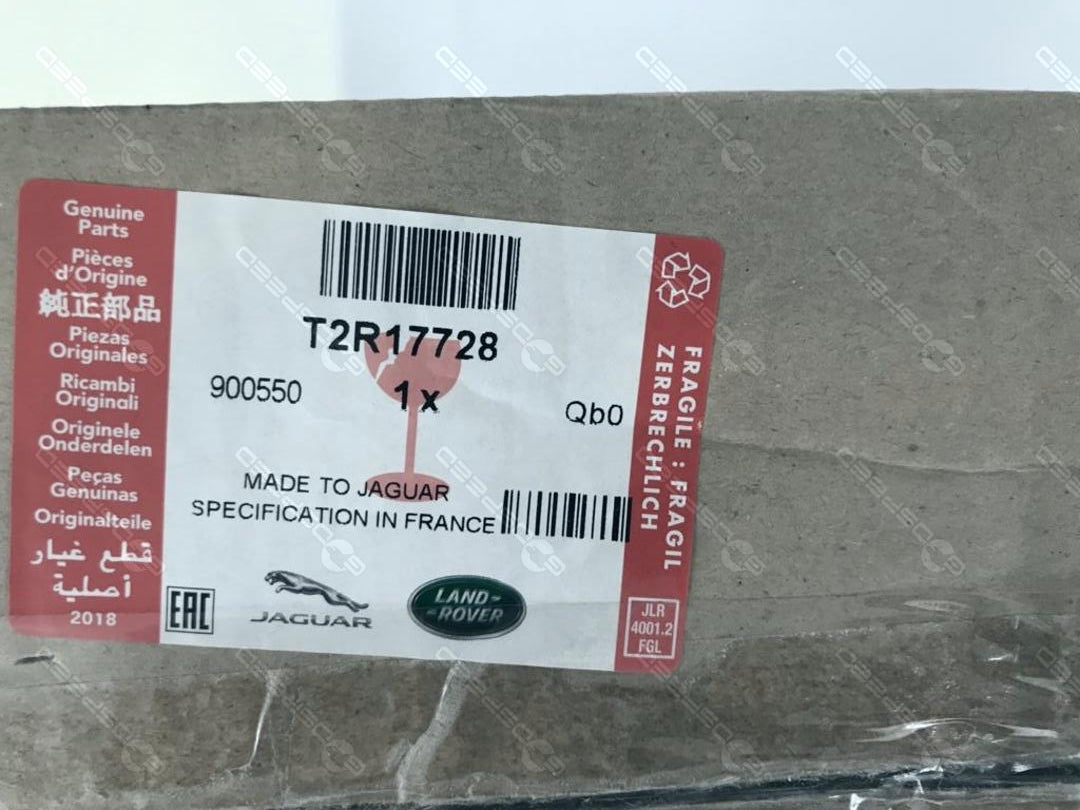 Genuine
Parts
Pièces
d'Origine
純正部品
Piezas
Originales
Ricambi
Originali
Originele
Onderdelen
Peças
Genuinas
Originalteile
قطع غيار
أصلية
2018
T2R17728
900550
1x
Qb0
MADE TO JAGUAR
SPECIFICATION IN FRANCE
EAC
JAGUAR
LAND-
-ROVER
FRAGILE : FRAGIL
ZERBRECHLICH
JLR
4001.2
FGL